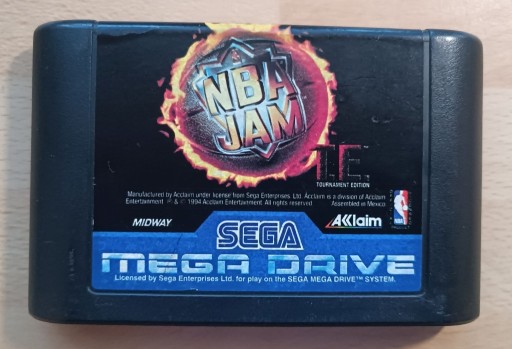 NBA
JAM
T.E.
TOURNAMENT EDITION
Manufactured by Acclaim under license from Sega Enterprises, Ltd. Acclaim is a division of Acclaim
Entertainment ® & © 1994 Acclaim Entertainment. All rights reserved. Assembled in Mexico
MIDWAY
AKKlaim
NBA
SEGA
MEGA DRIVE
Licensed by Sega Enterprises Ltd. for play on the SEGA MEGA DRIVE™ SYSTEM.